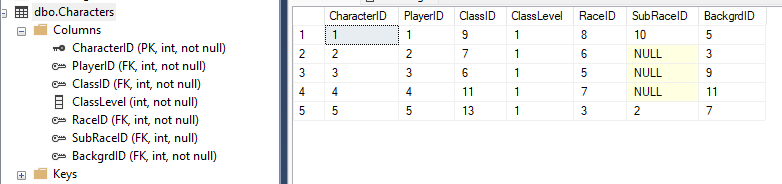 dbo.Characters
Columns
CharacterID (PK, int, not null)
PlayerID (FK, int, not null)
ClassID (FK, int, not null)
ClassLevel (int, not null)
RaceID (FK, int, not null)
SubRaceID (FK, int, not null)
BackgrdID (FK, int, not null)
Keys
CharacterID PlayerID ClassID ClassLevel RaceID SubRaceID BackgrdID
1 1 1 9 1 8 10 5
2 2 2 7 1 6 NULL 3
3 3 3 6 1 5 NULL 9
4 4 4 11 1 7 NULL 11
5 5 5 13 1 3 2 7